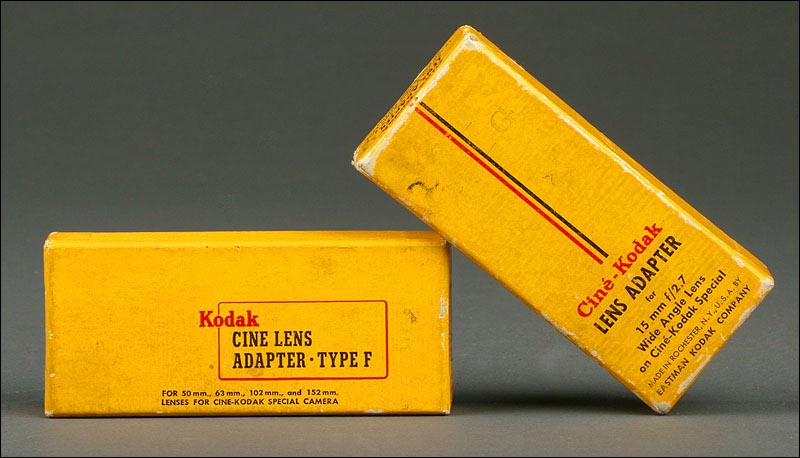 Kodak
CINE LENS
ADAPTER · TYPE F
FOR 50 mm., 63 mm., 102 mm., and 152 mm.
LENSES FOR CINE-KODAK SPECIAL CAMERA
Ciné-Kodak
LENS ADAPTER
for
15 mm f/2.7
Wide Angle Lens
on Ciné-Kodak Special
MADE IN ROCHESTER, N. Y., U. S. A. BY
EASTMAN KODAK COMPANY